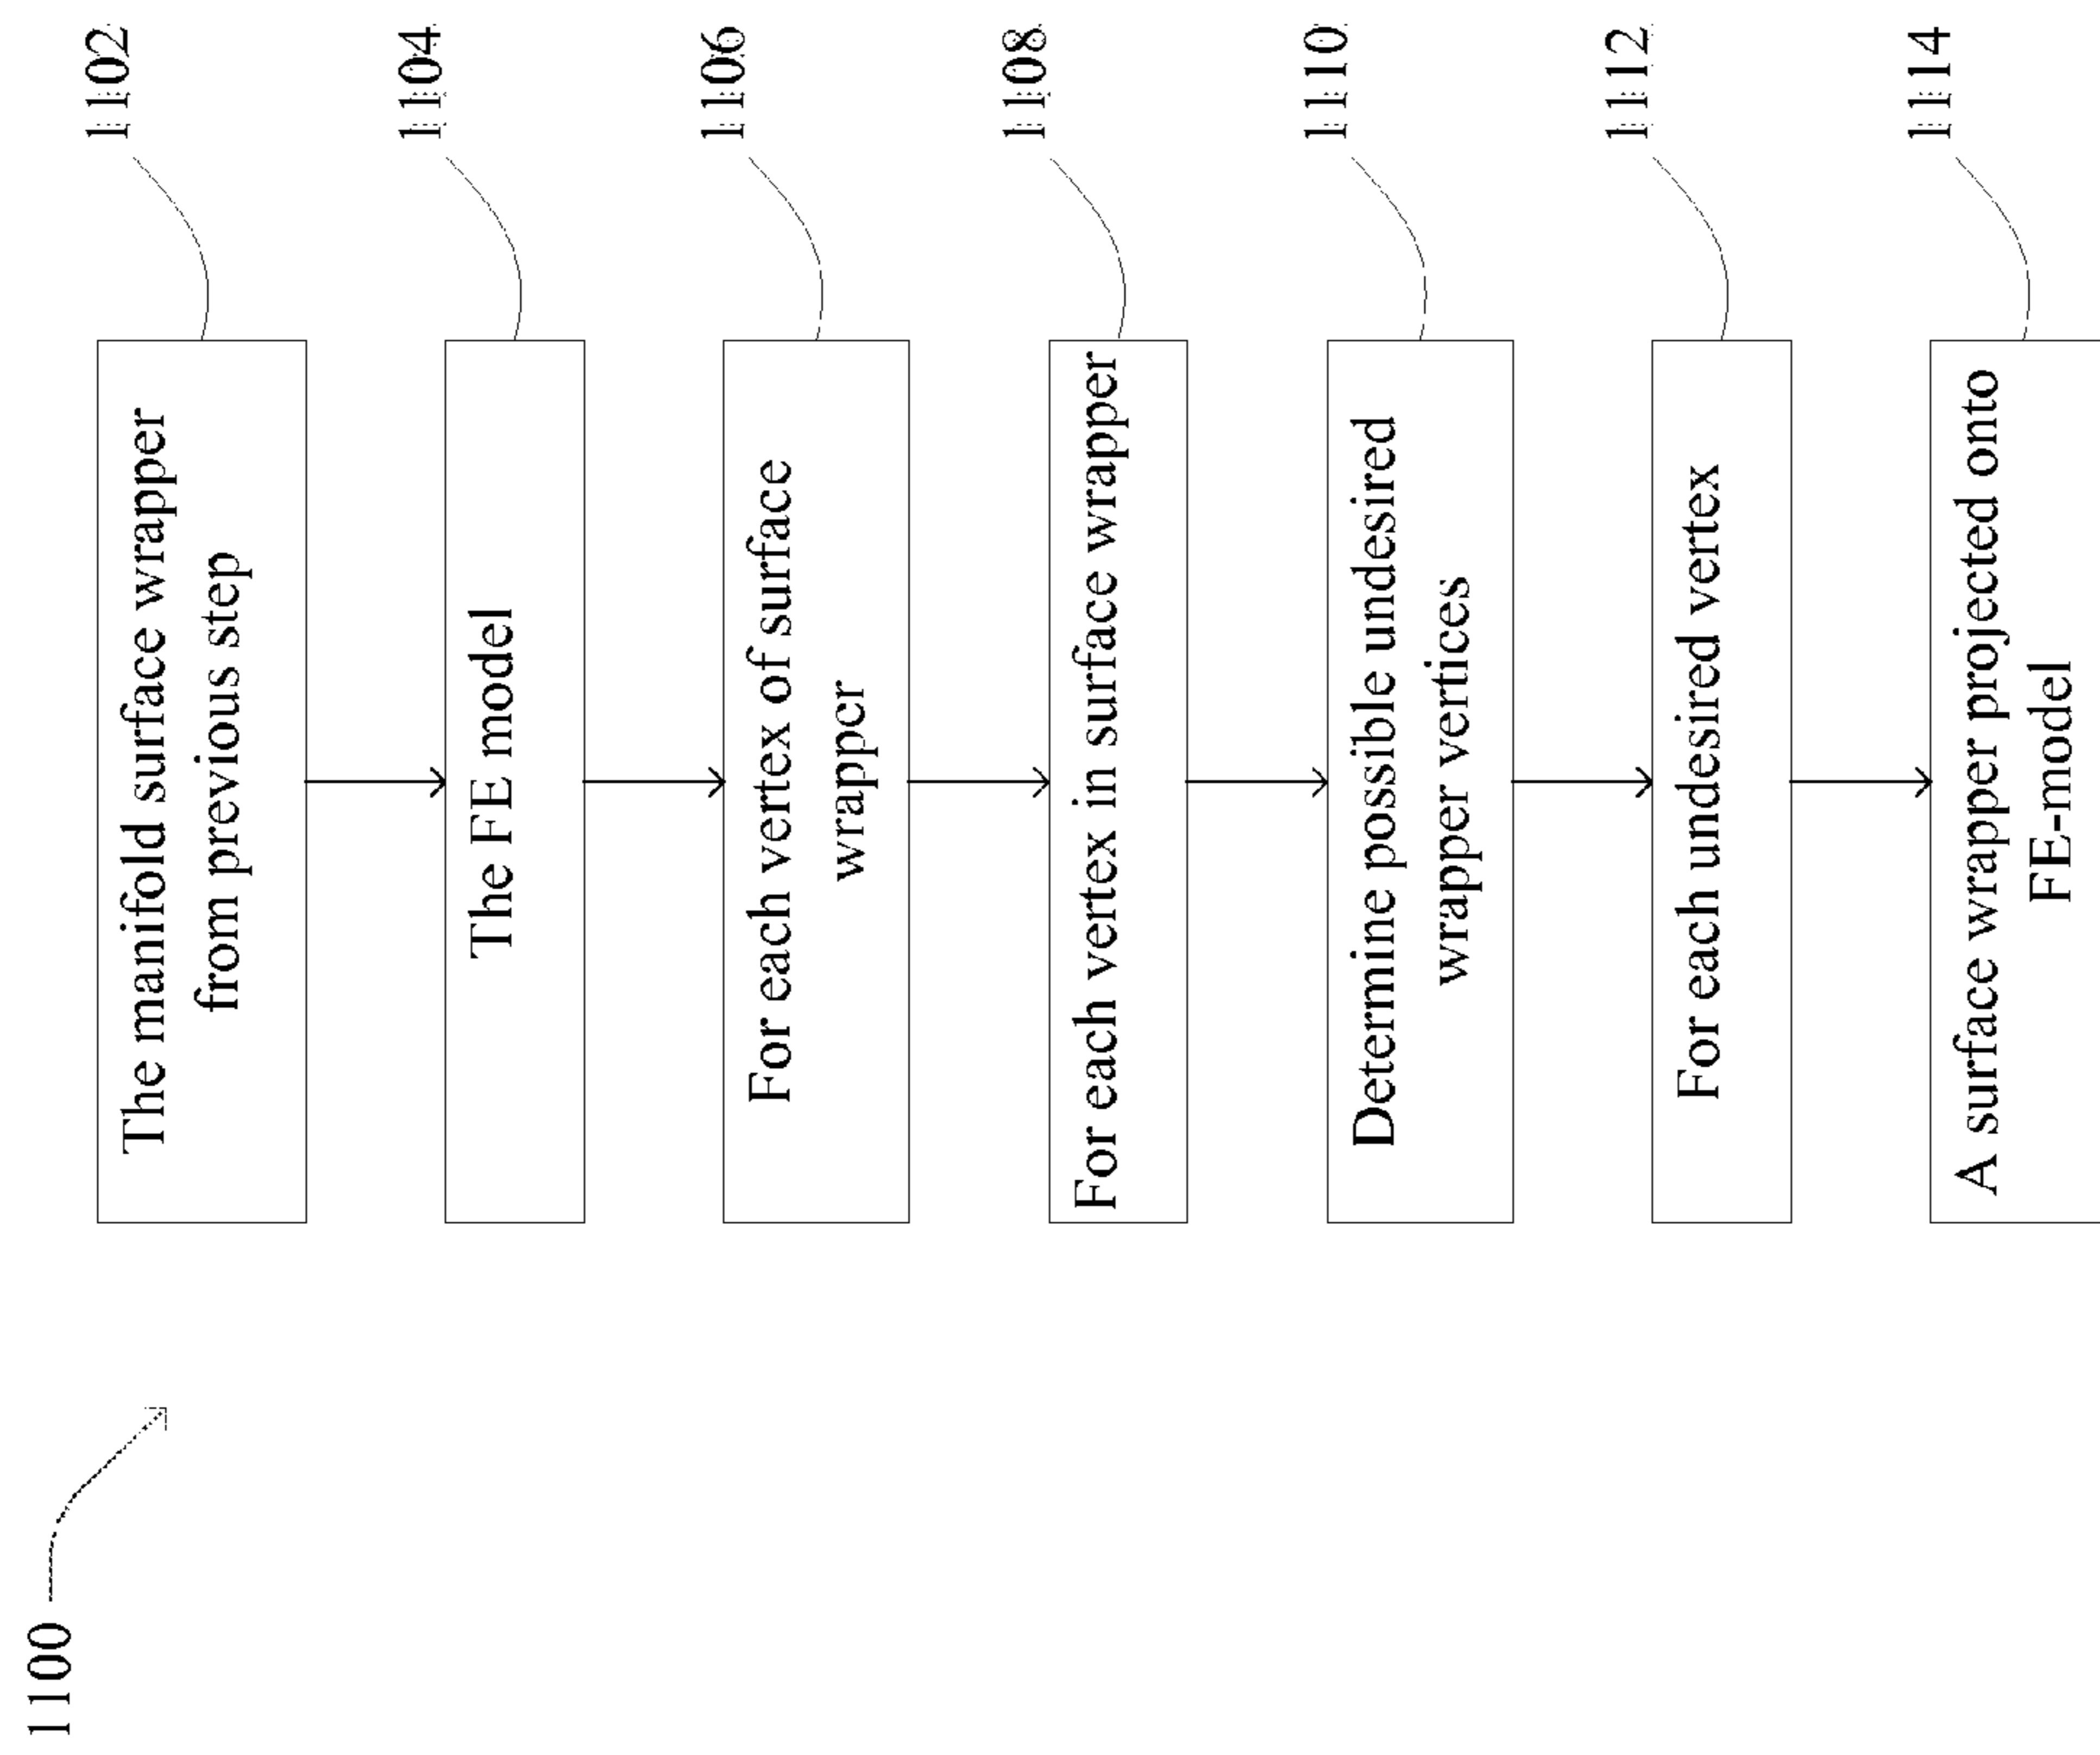 1100
The manifold surface wrapper
from previous step
1102
The FE model
1104
For each vertex of surface
wrapper
1106
For each vertex in surface wrapper
1108
Determine possible undesired
wrapper vertices
1110
For each undesired vertex
1112
A surface wrapper projected onto
FE-model
1114